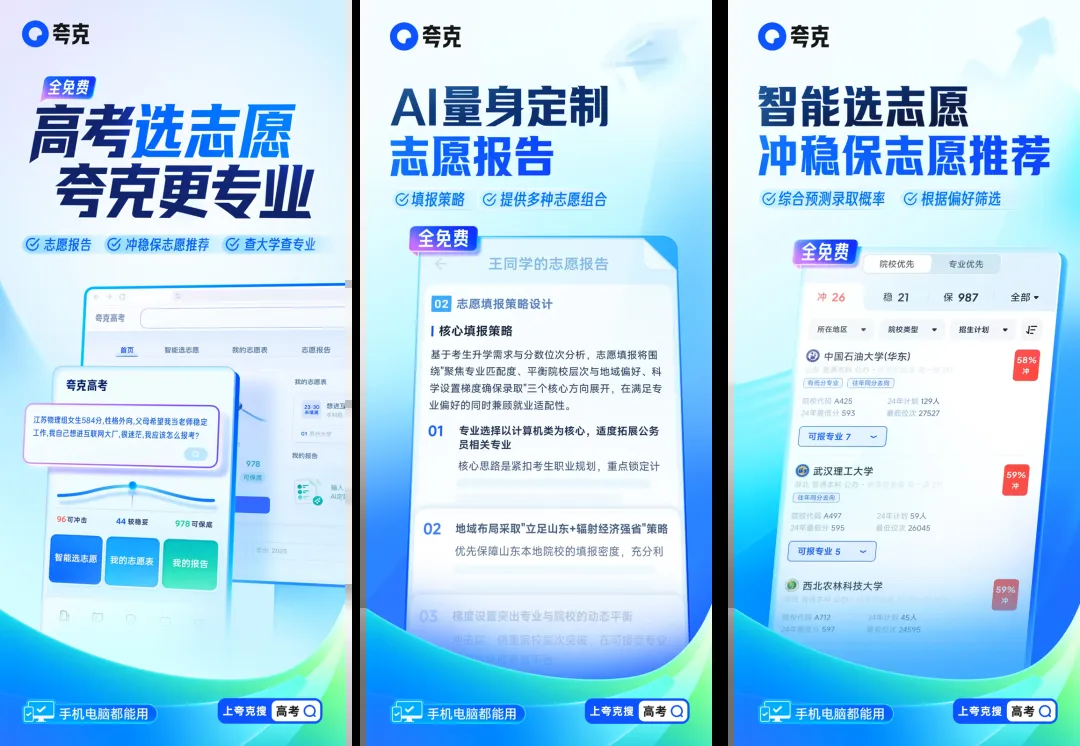 夸克
全免费
高考选志愿
夸克更专业
志愿报告
冲稳保志愿推荐
查大学查专业
夸克高考
首页
智能选志愿
我的志愿表
志愿报告
夸克高考
江苏物理组女生584分,性格外向,父母希望我当老师稳定
工作,我自己想进互联网大厂,很迷茫,我应该怎么报考?
96可冲击
44较稳妥
978可保底
智能选志愿
我的志愿表
我的报告
978
可保底
我的志愿表
我的报告
手机电脑都能用
上夸克搜 高考
夸克
AI量身定制
志愿报告
填报策略
提供多种志愿组合
全免费
王同学的志愿报告
02 志愿填报策略设计
核心填报策略
基于考生升学需求与分数位次分析，志愿填报将围
绕"聚焦专业匹配度、平衡院校层次与地域偏好、科
学设置梯度确保录取"三个核心方向展开，在满足专
业偏好的同时兼顾就业适配性。
01 专业选择以计算机类为核心，适度拓展公务
员相关专业
核心思路是紧扣考生职业规划，重点锁定计
02 地域布局采取"立足山东+辐射经济强省"策略
优先保障山东本地院校的填报密度，充分利
03 梯度设置突出专业与院校的动态平衡
手机电脑都能用
上夸克搜 高考
夸克
智能选志愿
冲稳保志愿推荐
综合预测录取概率
根据偏好筛选
全免费
院校优先
专业优先
冲 26
稳 21
保 987
全部
所在地区
院校类型
招生计划
中国石油大学(华东)
58%
冲
有低分专业
往年同分去向
院校代码 A425
24年计划 129人
24年最低分 593
最低位次 27527
可报专业 7
武汉理工大学
59%
冲
往年同分去向
院校代码 A497
24年计划 59人
24年最低分 595
最低位次 26045
可报专业 5
西北农林科技大学
59%
冲
院校代码 A712
24年计划 45人
24年最低分 597
最低位次 24595
手机电脑都能用
上夸克搜 高考